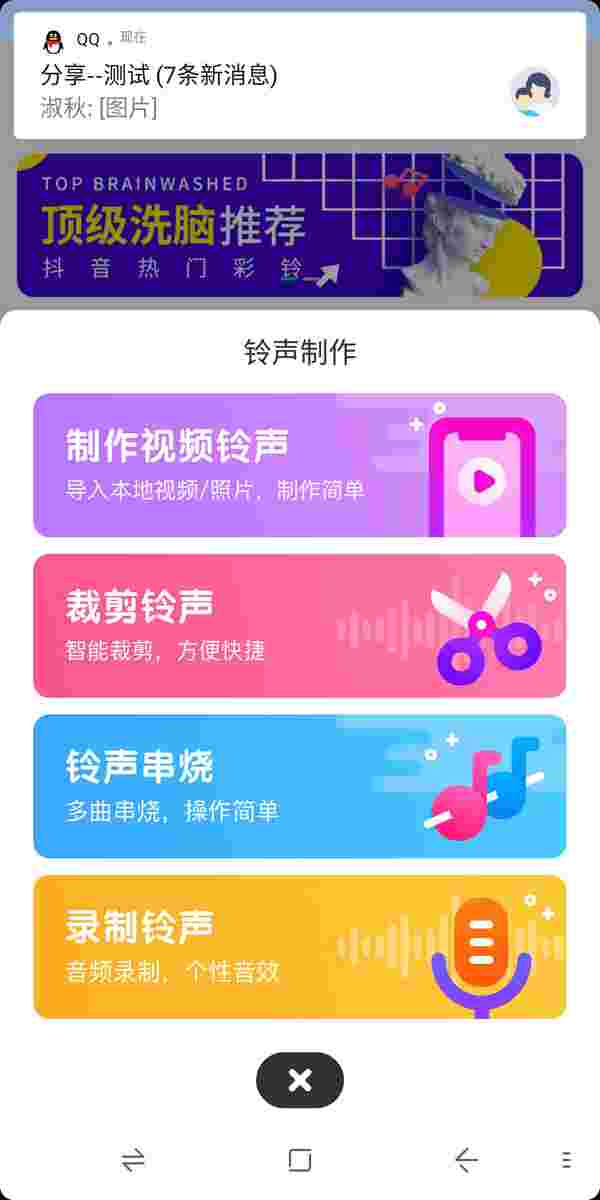 QQ · 现在
分享--测试 (7条新消息)
淑秋: [图片]
TOP BRAINWASHED
顶级洗脑推荐
抖音热门彩铃
铃声制作
制作视频铃声
导入本地视频/照片，制作简单
裁剪铃声
智能裁剪，方便快捷
铃声串烧
多曲串烧，操作简单
录制铃声
音频录制，个性音效